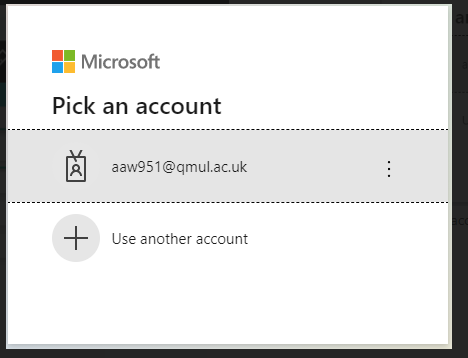 Microsoft
Pick an account
aaw951@qmul.ac.uk
Use another account